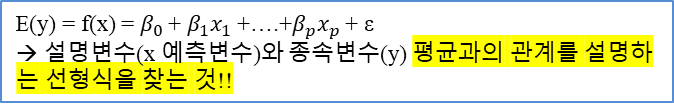 E(y) = f(x) = 𝛽₀ + 𝛽₁𝑥₁ +….+𝛽ₚ𝑥ₚ + ε
→ 설명변수(x 예측변수)와 종속변수(y) 평균과의 관계를 설명하
는 선형식을 찾는 것!!